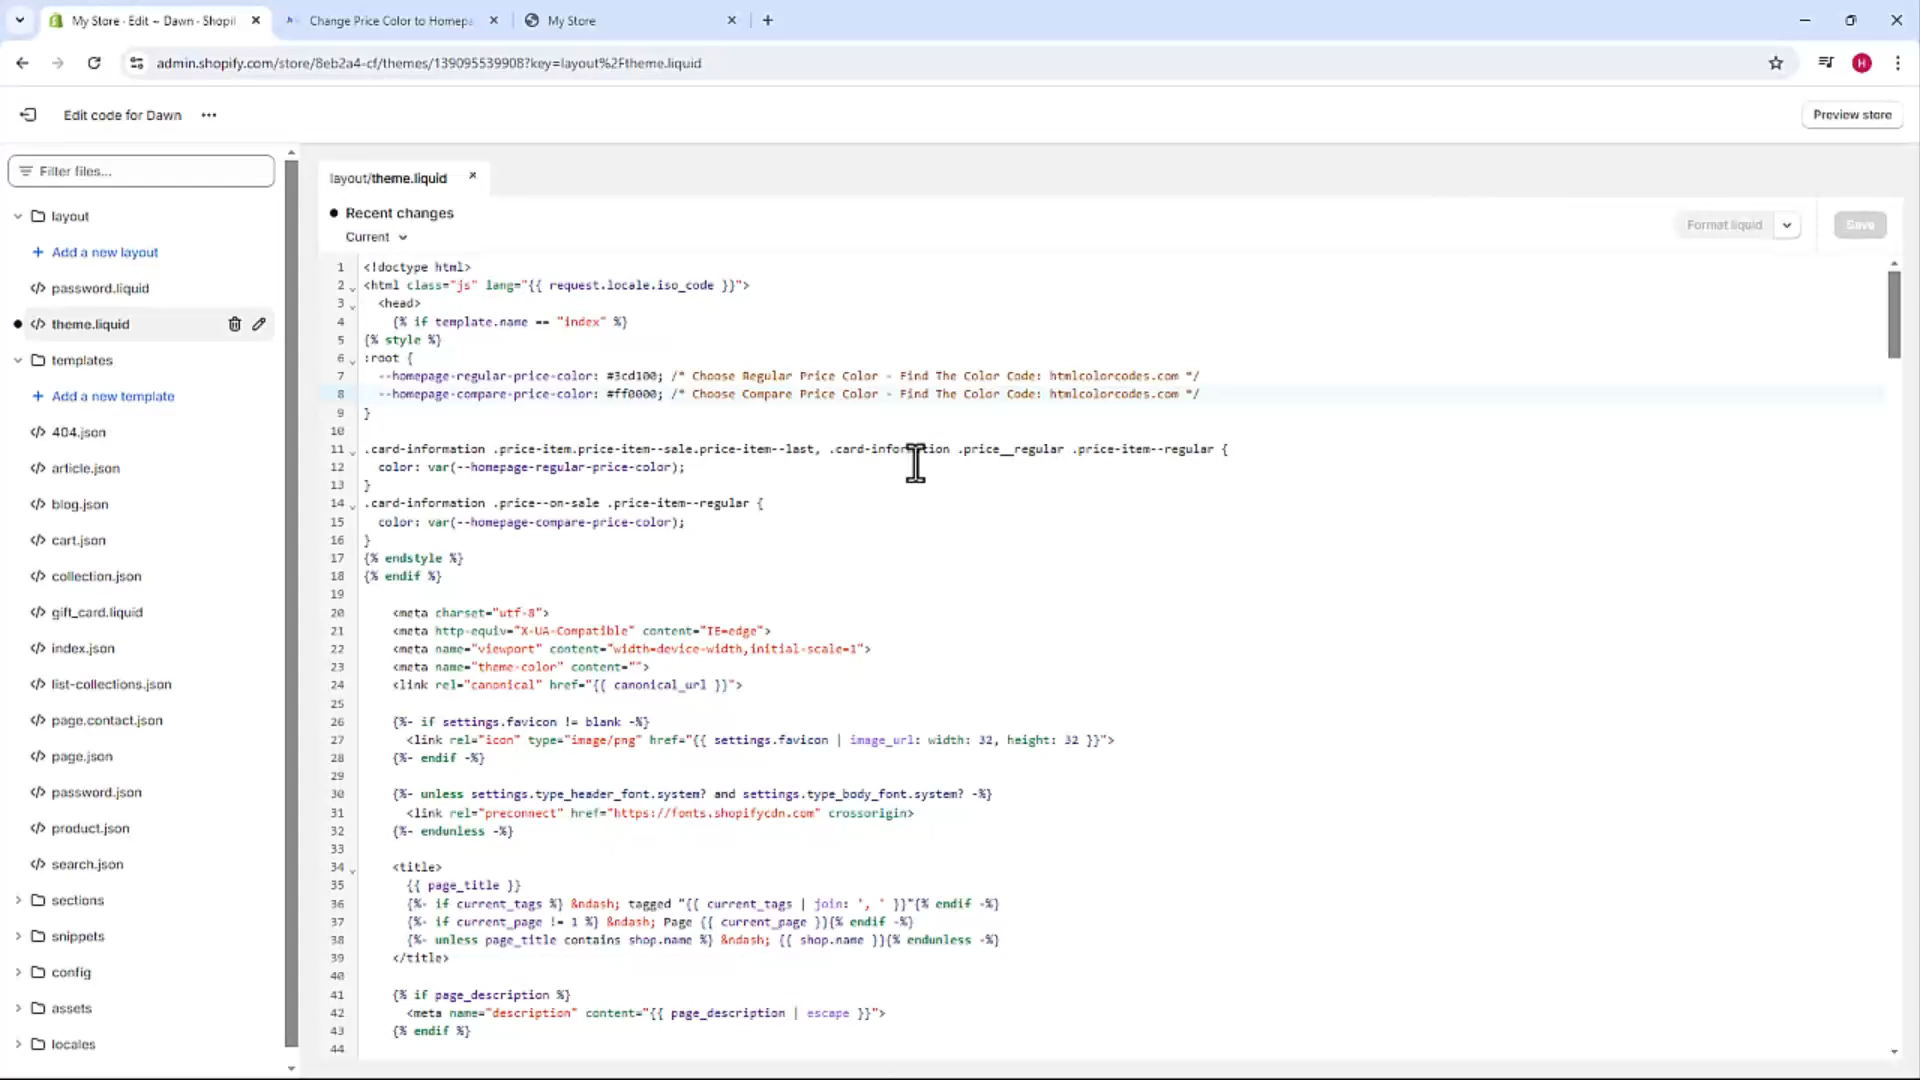 My Store · Edit ~ Dawn · Shopif
Change Price Color to Homepa
My Store
admin.shopify.com/store/8eb2a4-cf/themes/139095539908?key=layout%2Ftheme.liquid
H
Edit code for Dawn
Preview store
Filter files...
layout
Add a new layout
password.liquid
theme.liquid
templates
Add a new template
404.json
article.json
blog.json
cart.json
collection.json
gift_card.liquid
index.json
list-collections.json
page.contact.json
page.json
password.json
product.json
search.json
sections
snippets
config
assets
locales
layout/theme.liquid
Recent changes
Current
Format liquid
Save
1 <!doctype html>
2 <html class="js" lang="{{ request.locale.iso_code }}">
3 <head>
4 {% if template.name == "index" %}
5 {% style %}
6 :root {
7 --homepage-regular-price-color: #3cd100; /* Choose Regular Price Color - Find The Color Code: htmlcolorcodes.com */
8 --homepage-compare-price-color: #ff0000; /* Choose Compare Price Color - Find The Color Code: htmlcolorcodes.com */
9 }
10
11 .card-information .price-item.price-item--sale.price-item--last, .card-information .price__regular .price-item--regular {
12 color: var(--homepage-regular-price-color);
13 }
14 .card-information .price--on-sale .price-item--regular {
15 color: var(--homepage-compare-price-color);
16 }
17 {% endstyle %}
18 {% endif %}
19
20 <meta charset="utf-8">
21 <meta http-equiv="X-UA-Compatible" content="IE=edge">
22 <meta name="viewport" content="width=device-width,initial-scale=1">
23 <meta name="theme-color" content="">
24 <link rel="canonical" href="{{ canonical_url }}">
25
26 {%- if settings.favicon != blank -%}
27 <link rel="icon" type="image/png" href="{{ settings.favicon | image_url: width: 32, height: 32 }}">
28 {%- endif -%}
29
30 {%- unless settings.type_header_font.system? and settings.type_body_font.system? -%}
31 <link rel="preconnect" href="https://fonts.shopifycdn.com" crossorigin>
32 {%- endunless -%}
33
34 <title>
35 {{ page_title }}
36 {%- if current_tags %} &ndash; tagged "{{ current_tags | join: ', ' }}"{% endif -%}
37 {%- if current_page != 1 %} &ndash; Page {{ current_page }}{% endif -%}
38 {%- unless page_title contains shop.name %} &ndash; {{ shop.name }}{% endunless -%}
39 </title>
40
41 {% if page_description %}
42 <meta name="description" content="{{ page_description | escape }}">
43 {% endif %}
44